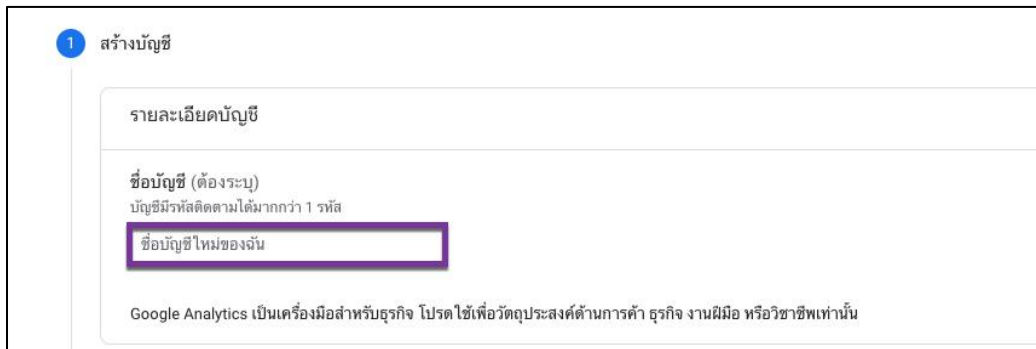 1 สร้างบัญชี
รายละเอียดบัญชี
ชื่อบัญชี (ต้องระบุ)
บัญชีมีรหัสติดตามได้มากกว่า 1 รหัส
ชื่อบัญชีใหม่ของฉัน
Google Analytics เป็นเครื่องมือสำหรับธุรกิจ โปรดใช้เพื่อวัตถุประสงค์ด้านการค้า ธุรกิจ งานฝีมือ หรือวิชาชีพเท่านั้น